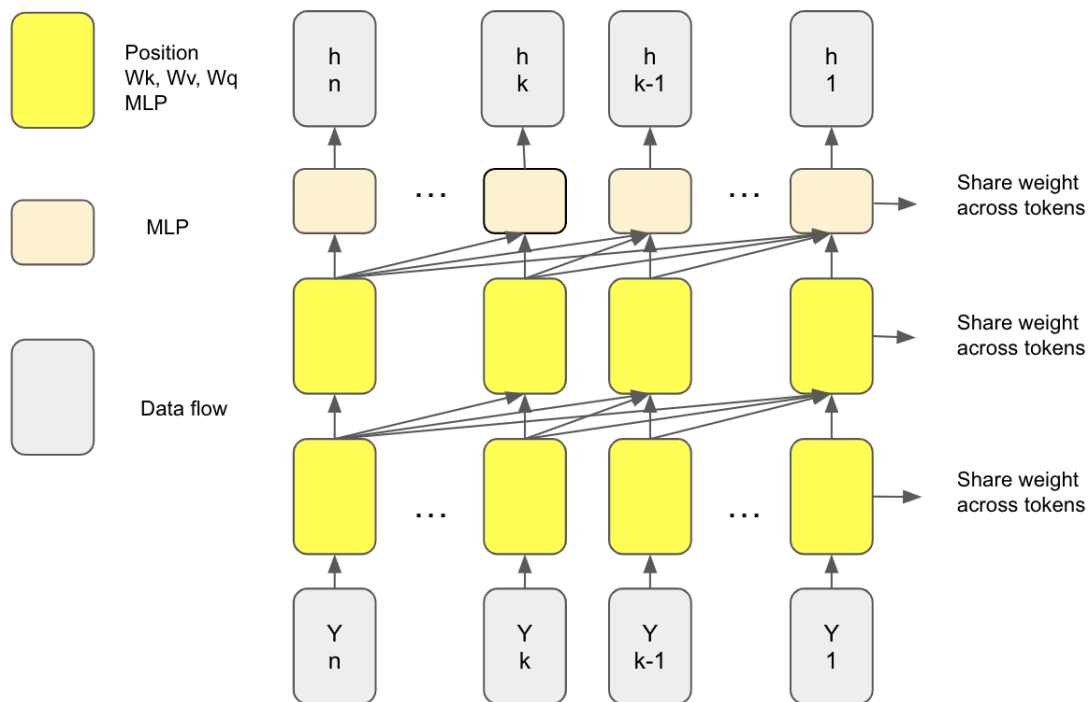 Position
Wk, Wv, Wq
MLP
MLP
Data flow
h
n
h
k
h
k-1
h
1
...
...
Share weight
across tokens
Share weight
across tokens
...
...
Share weight
across tokens
Y
n
Y
k
Y
k-1
Y
1